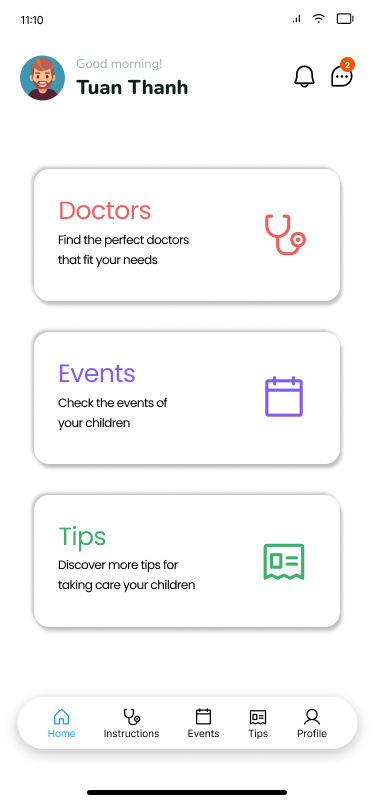 11:10
Good morning!
Tuan Thanh
2
Doctors
Find the perfect doctors
that fit your needs
Events
Check the events of
your children
Tips
Discover more tips for
taking care your children
Home
Instructions
Events
Tips
Profile